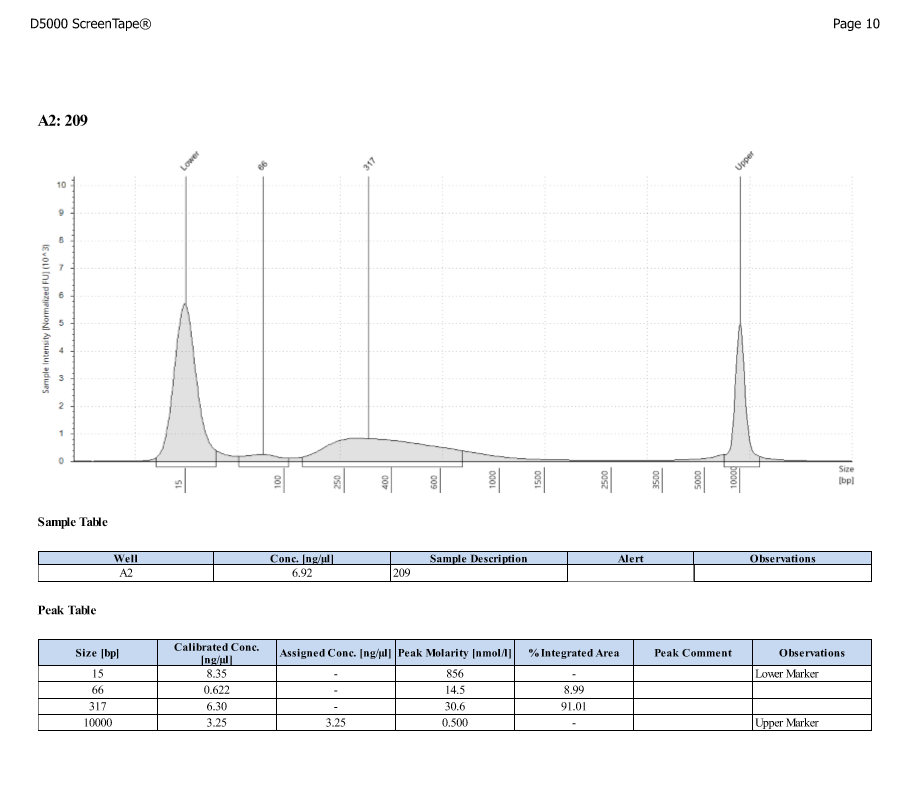 D5000 ScreenTape® Page 10
A2: 209
Lower 66 317 Upper
10
9
8
7
6
5
4
3
2
1
0
Sample Intensity [Normalized FU] (10^3)
15 100 250 400 600 1000 1500 2500 3500 5000 10000
Size
[bp]
Sample Table
Well Conc. [ng/µl] Sample Description Alert Observations
A2 6.92 209
Peak Table
Size [bp] Calibrated Conc. [ng/µl] Assigned Conc. [ng/µl] Peak Molarity [nmol/l] % Integrated Area Peak Comment Observations
15 8.35 - 856 - Lower Marker
66 0.622 - 14.5 8.99
317 6.30 - 30.6 91.01
10000 3.25 3.25 0.500 - Upper Marker